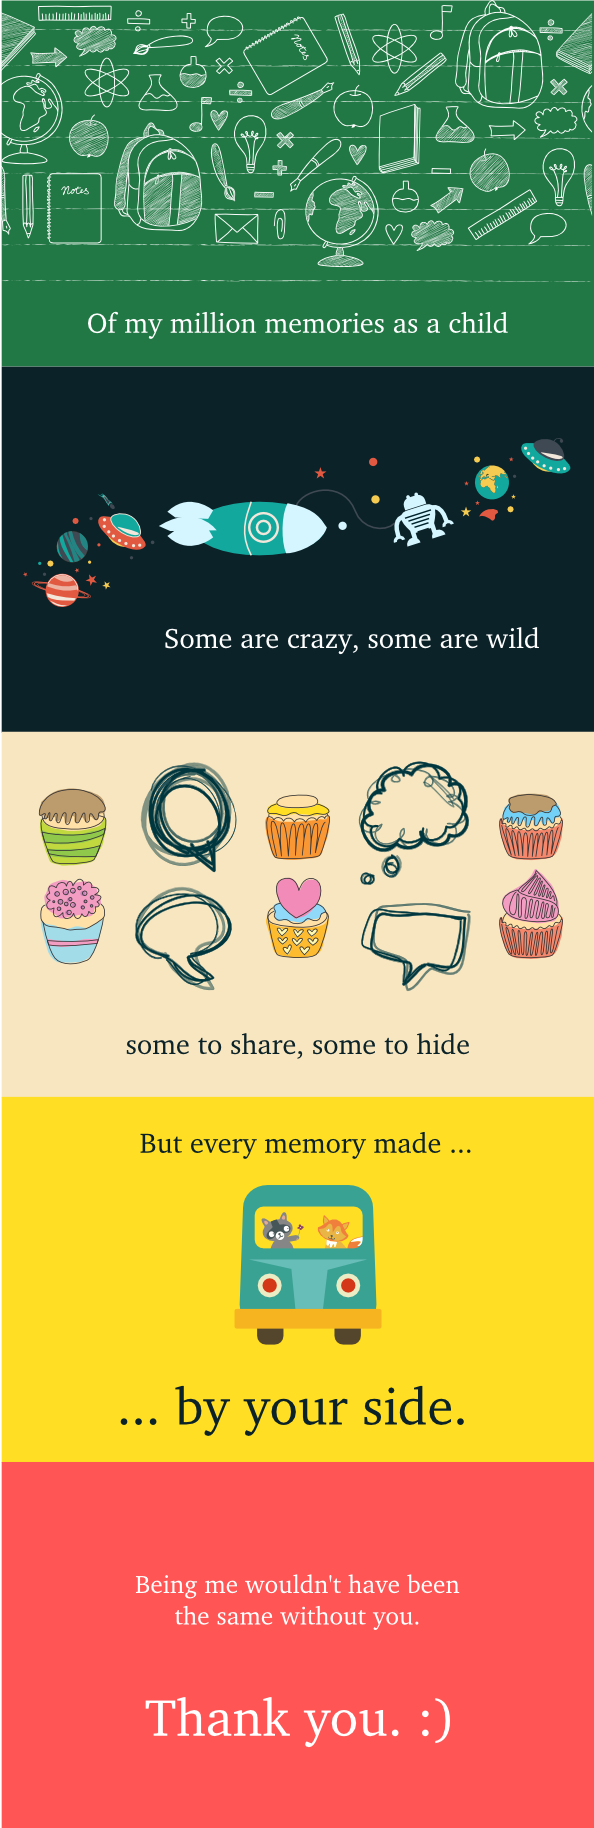 Notes
Notes
Of my million memories as a child
Some are crazy, some are wild
some to share, some to hide
But every memory made ...
... by your side.
Being me wouldn't have been
the same without you.
Thank you. :)